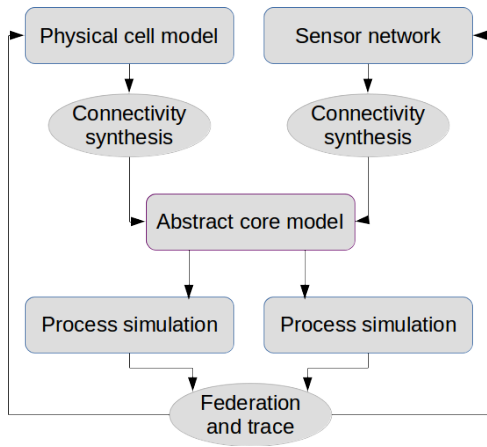 Physical cell model
Sensor network
Connectivity
synthesis
Connectivity
synthesis
Abstract core model
Process simulation
Process simulation
Federation
and trace